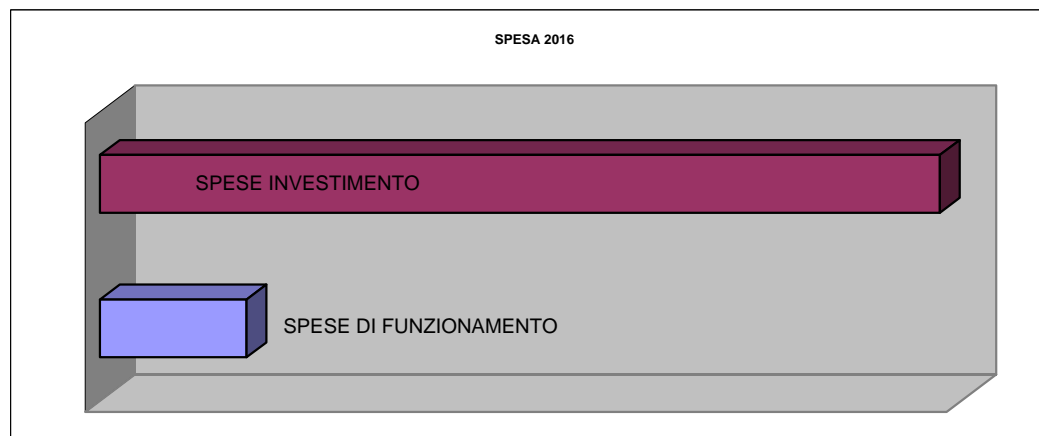 SPESA 2016
SPESE INVESTIMENTO
SPESE DI FUNZIONAMENTO